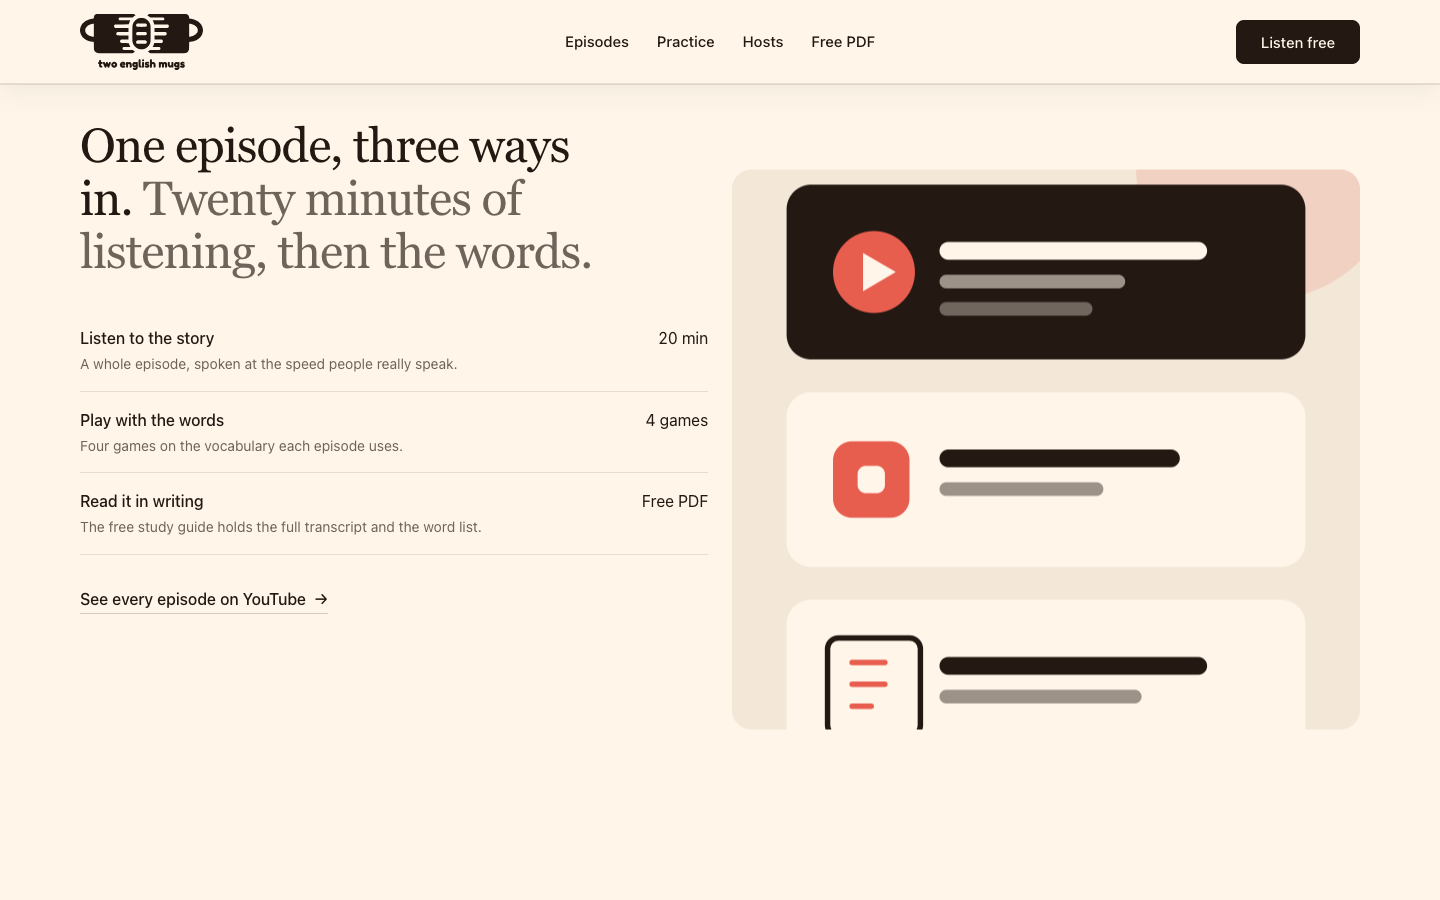 two english mugs
Episodes
Practice
Hosts
Free PDF
Listen free
One episode, three ways
in. Twenty minutes of
listening, then the words.
Listen to the story
20 min
A whole episode, spoken at the speed people really speak.
Play with the words
4 games
Four games on the vocabulary each episode uses.
Read it in writing
Free PDF
The free study guide holds the full transcript and the word list.
See every episode on YouTube →